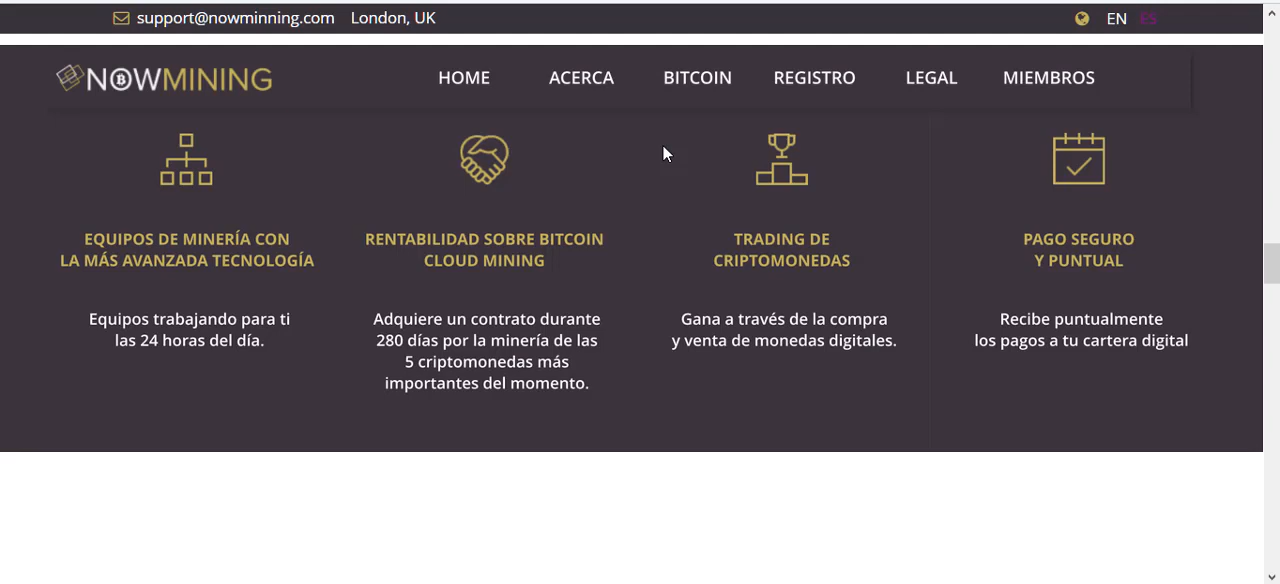 support@nowminning.com London, UK EN ES
NOWMINING HOME ACERCA BITCOIN REGISTRO LEGAL MIEMBROS
EQUIPOS DE MINERÍA CON
LA MÁS AVANZADA TECNOLOGÍA
Equipos trabajando para ti
las 24 horas del día.
RENTABILIDAD SOBRE BITCOIN
CLOUD MINING
Adquiere un contrato durante
280 días por la minería de las
5 criptomonedas más
importantes del momento.
TRADING DE
CRIPTOMONEDAS
Gana a través de la compra
y venta de monedas digitales.
PAGO SEGURO
Y PUNTUAL
Recibe puntualmente
los pagos a tu cartera digital